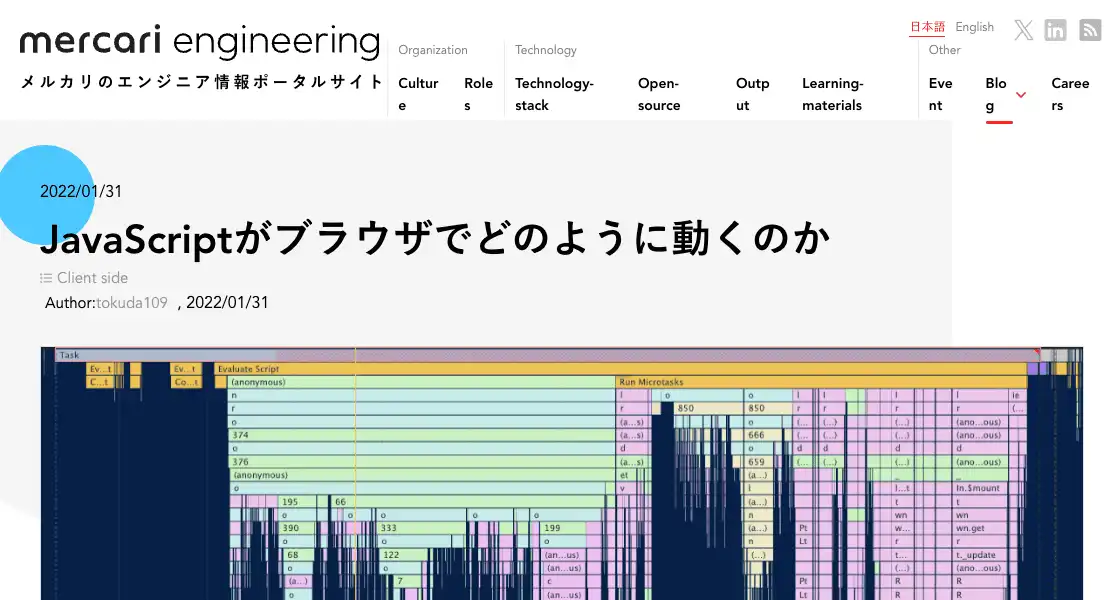 mercari engineering
メルカリのエンジニア情報ポータルサイト
日本語 English
Organization
Culture
Roles
Technology
Technology-stack
Open-source
Output
Learning-materials
Other
Event
Blog
Careers
2022/01/31
JavaScriptがブラウザでどのように動くのか
Client side
Author:tokuda109 , 2022/01/31
Task
Ev...t Ev...t Evaluate Script
C...t Co...t (anonymous) Run Microtasks
n l o o l l l l ie
r r 850 850 r r r r (...
o (a...s) o (... (...) (...) (ano...ous)
374 (a...s) 666 (... (...) (...) (ano...ous)
o d o d d d d
376 (a...s) 659 (... (...) (...) (ano...ous)
(anonymous) et (a...) _ _
o v l l...t In.$mount
195 66 (a...) t t
o o o o o n wn wn
390 333 199 (a...) Pt w... wn.get
o o o n Lt r r
68 122 (an...us) (...) t... t._update
o o (an...us) (...) (ano...ous)
(a...) 7 c Pt R R
o (an...us) Lt R R